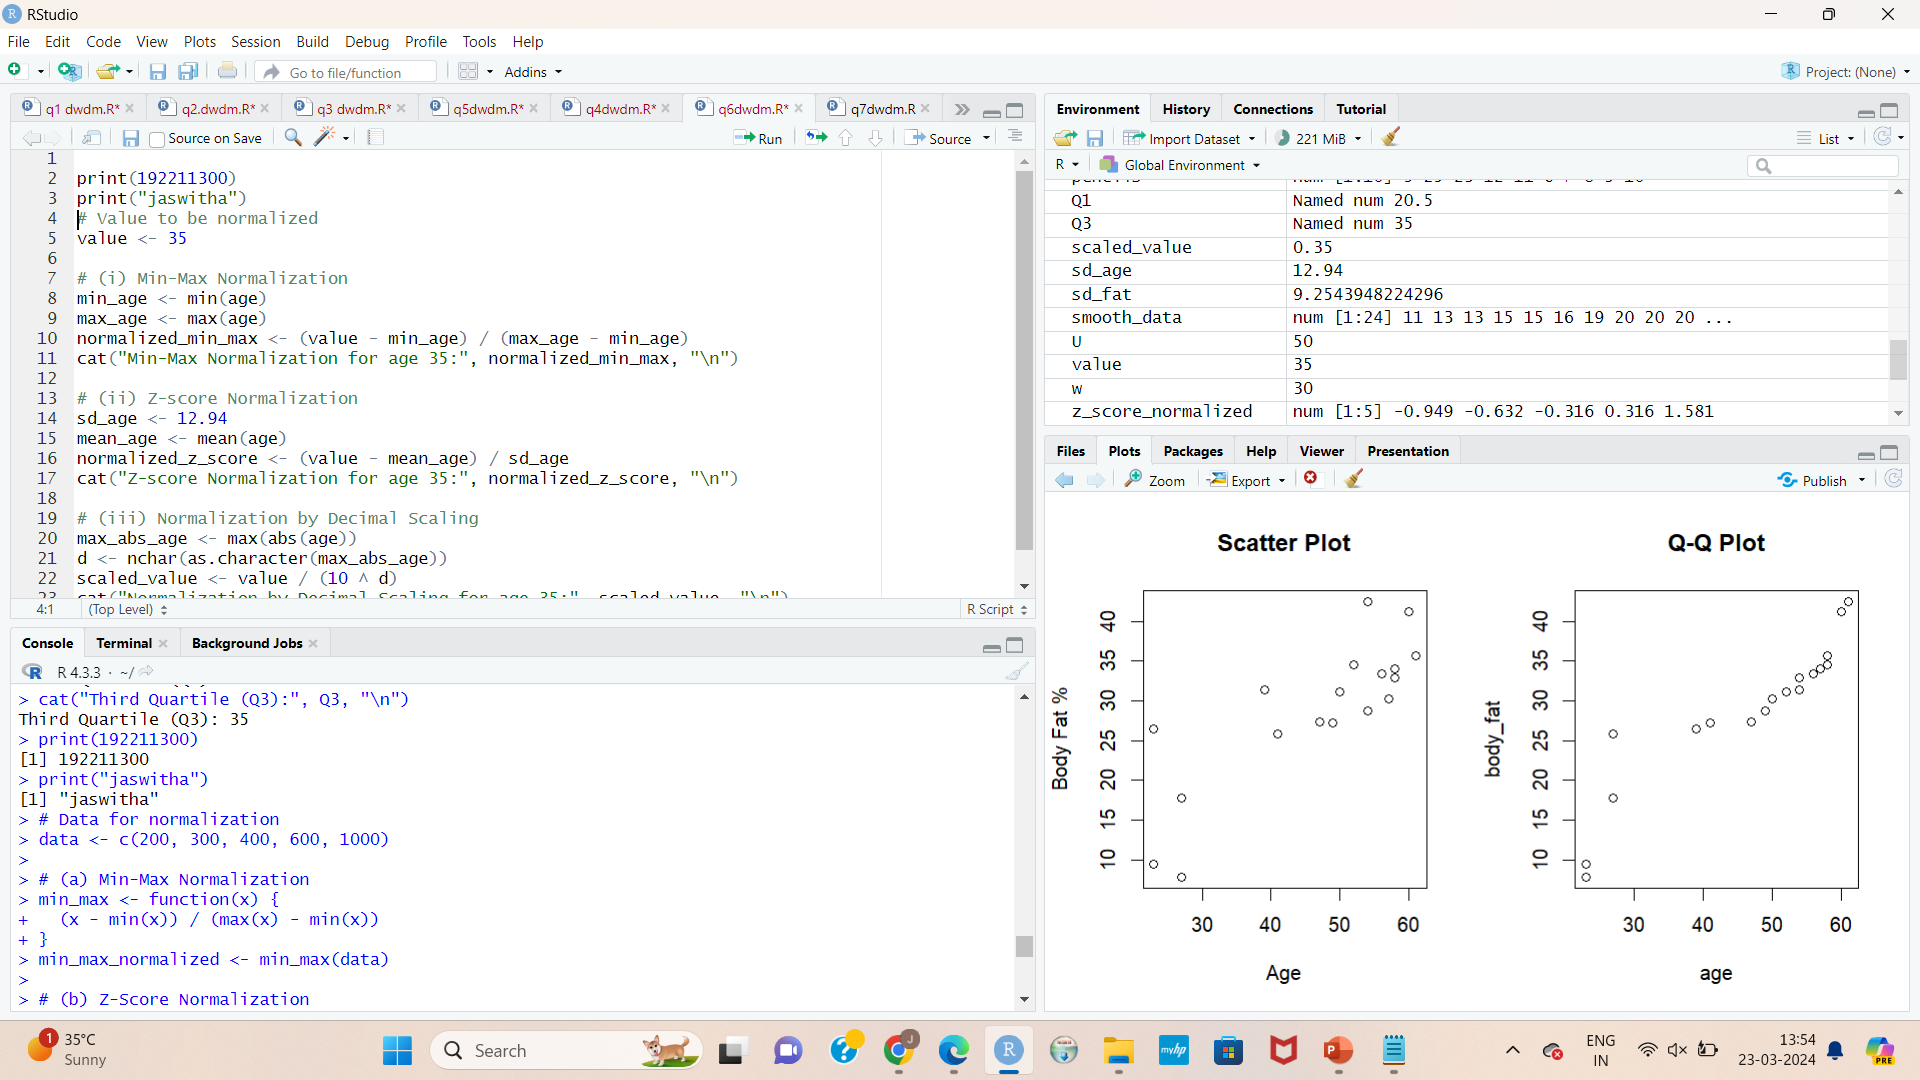 RStudio
File Edit Code View Plots Session Build Debug Profile Tools Help
Go to file/function Addins Project: (None)
q1 dwdm.R* q2.dwdm.R* q3 dwdm.R* q5dwdm.R* q4dwdm.R* q6dwdm.R* q7dwdm.R
Source on Save Run Source
1
2 print(192211300)
3 print("jaswitha")
4 # Value to be normalized
5 value <- 35
6
7 # (i) Min-Max Normalization
8 min_age <- min(age)
9 max_age <- max(age)
10 normalized_min_max <- (value - min_age) / (max_age - min_age)
11 cat("Min-Max Normalization for age 35:", normalized_min_max, "\n")
12
13 # (ii) Z-score Normalization
14 sd_age <- 12.94
15 mean_age <- mean(age)
16 normalized_z_score <- (value - mean_age) / sd_age
17 cat("Z-score Normalization for age 35:", normalized_z_score, "\n")
18
19 # (iii) Normalization by Decimal Scaling
20 max_abs_age <- max(abs(age))
21 d <- nchar(as.character(max_abs_age))
22 scaled_value <- value / (10 ^ d)
23 cat("Normalization by Decimal Scaling for age 35:", scaled_value, "\n")
4:1 (Top Level) R Script
Console Terminal Background Jobs
R 4.3.3 · ~/
> cat("Third Quartile (Q3):", Q3, "\n")
Third Quartile (Q3): 35
> print(192211300)
[1] 192211300
> print("jaswitha")
[1] "jaswitha"
> # Data for normalization
> data <- c(200, 300, 400, 600, 1000)
>
> # (a) Min-Max Normalization
> min_max <- function(x) {
+   (x - min(x)) / (max(x) - min(x))
+ }
> min_max_normalized <- min_max(data)
>
> # (b) Z-Score Normalization
Environment History Connections Tutorial
Import Dataset 221 MiB List
R Global Environment
Q1 Named num 20.5
Q3 Named num 35
scaled_value 0.35
sd_age 12.94
sd_fat 9.2543948224296
smooth_data num [1:24] 11 13 13 15 15 16 19 20 20 20 ...
U 50
value 35
w 30
z_score_normalized num [1:5] -0.949 -0.632 -0.316 0.316 1.581
Files Plots Packages Help Viewer Presentation
Zoom Export Publish
Scatter Plot
Body Fat %
10 15 20 25 30 35 40
30 40 50 60
Age
Q-Q Plot
body_fat
10 15 20 25 30 35 40
30 40 50 60
age
1
35°C
Sunny
Search
J
myhp
PRE
ENG
IN
13:54
23-03-2024